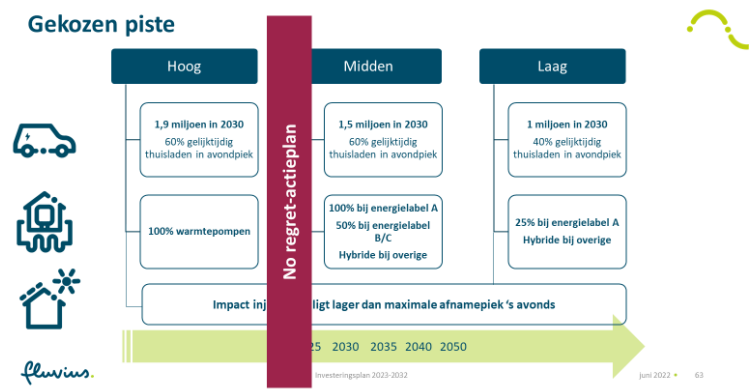 Gekozen piste
Hoog
Midden
Laag
1,9 miljoen in 2030
60% gelijktijdig
thuisladen in avondpiek
1,5 miljoen in 2030
60% gelijktijdig
thuisladen in avondpiek
1 miljoen in 2030
40% gelijktijdig
thuisladen in avondpiek
No regret-actieplan
100% warmtepompen
100% bij energielabel A
50% bij energielabel
B/C
Hybride bij overige
25% bij energielabel A
Hybride bij overige
Impact ligt lager dan maximale afnamepiek 's avonds
2030 2035 2040 2050
fluvius.
Investeringsplan 2023-2032
juni 2022
63